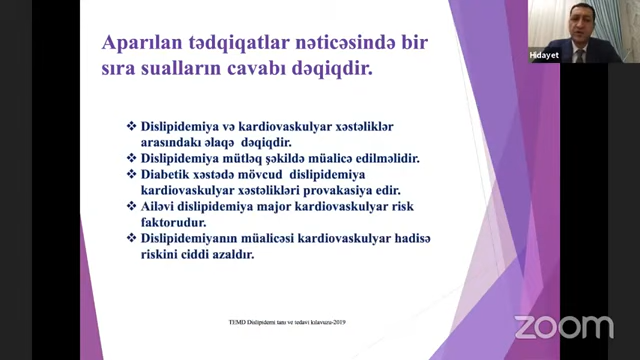 Aparılan tədqiqatlar nəticəsində bir
sıra sualların cavabı dəqiqdir.
Hidayet
❖ Dislipidemiya və kardiovaskulyar xəstəliklər
arasındakı əlaqə dəqiqdir.
❖ Dislipidemiya mütləq şəkildə müalicə edilməlidir.
❖ Diabetik xəstədə mövcud dislipidemiya
kardiovaskulyar xəstəlikləri provakasiya edir.
❖ Ailəvi dislipidemiya major kardiovaskulyar risk
faktorudur.
❖ Dislipidemiyanın müalicəsi kardiovaskulyar hadisə
riskini ciddi azaldır.
TEMD Dislipidemi tanı ve tedavi kılavuzu-2019
zoom